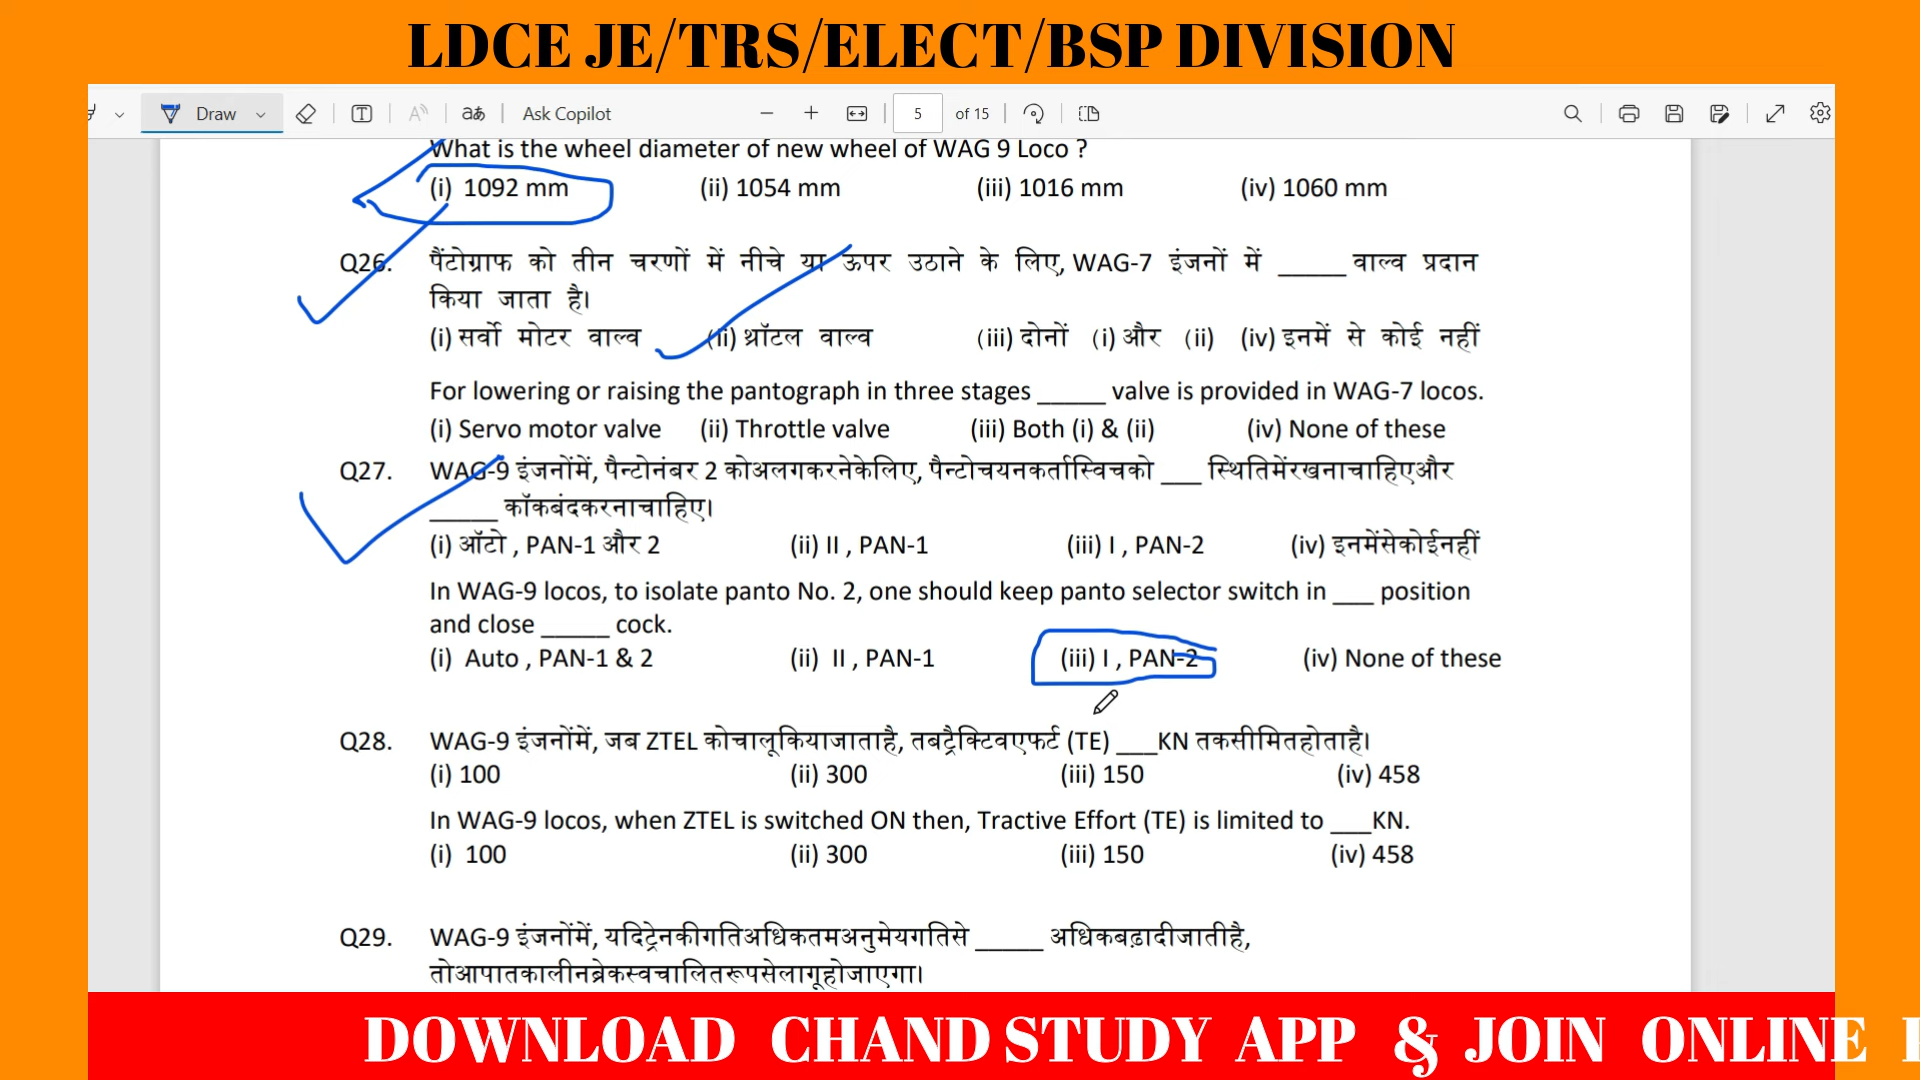 LDCE JE/TRS/ELECT/BSP DIVISION
Draw
aあ
Ask Copilot
5 of 15
What is the wheel diameter of new wheel of WAG 9 Loco ?
(i) 1092 mm (ii) 1054 mm (iii) 1016 mm (iv) 1060 mm
Q26. पैंटोग्राफ को तीन चरणों में नीचे या ऊपर उठाने के लिए, WAG-7 इंजनों में _____ वाल्व प्रदान
किया जाता है।
(i) सर्वो मोटर वाल्व (ii) थ्रॉटल वाल्व (iii) दोनों (i) और (ii) (iv) इनमें से कोई नहीं
For lowering or raising the pantograph in three stages _____ valve is provided in WAG-7 locos.
(i) Servo motor valve (ii) Throttle valve (iii) Both (i) & (ii) (iv) None of these
Q27. WAG-9 इंजनोंमें, पैन्टोनंबर 2 कोअलगकरनेकेलिए, पैन्टोचयनकर्तास्विचको ___ स्थितिमेंरखनाचाहिएऔर
_____ कॉकबंदकरनाचाहिए।
(i) ऑटो , PAN-1 और 2 (ii) II , PAN-1 (iii) I , PAN-2 (iv) इनमेंसेकोईनहीं
In WAG-9 locos, to isolate panto No. 2, one should keep panto selector switch in ___ position
and close _____ cock.
(i) Auto , PAN-1 & 2 (ii) II , PAN-1 (iii) I , PAN-2 (iv) None of these
Q28. WAG-9 इंजनोंमें, जब ZTEL कोचालूकियाजाताहै, तबट्रैक्टिवएफर्ट (TE) ___KN तकसीमितहोताहै।
(i) 100 (ii) 300 (iii) 150 (iv) 458
In WAG-9 locos, when ZTEL is switched ON then, Tractive Effort (TE) is limited to ___KN.
(i) 100 (ii) 300 (iii) 150 (iv) 458
Q29. WAG-9 इंजनोंमें, यदिट्रेनकीगतिअधिकतमअनुमेयगतिसे _____ अधिकबढ़ादीजातीहै,
तोआपातकालीनब्रेकस्वचालितरूपसेलागूहोजाएगा।
DOWNLOAD CHAND STUDY APP & JOIN ONLINE